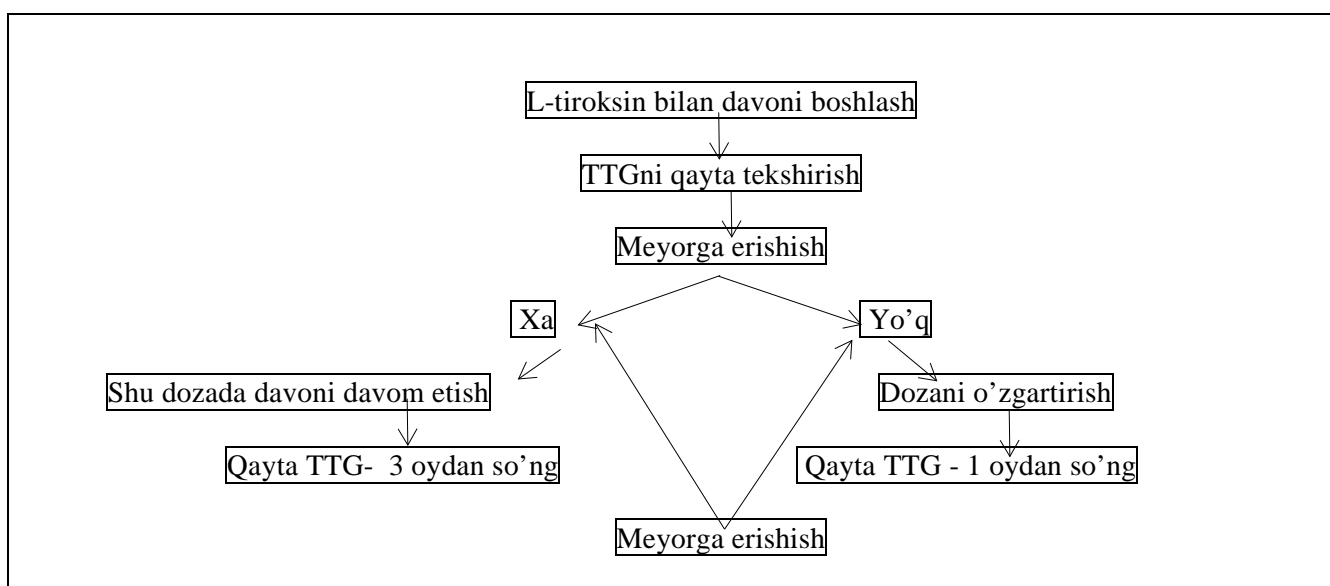 L-tiroksin bilan davoni boshlash
TTGni qayta tekshirish
Meyorga erishish
Xa
Yo’q
Shu dozada davoni davom etish
Dozani o’zgartirish
Qayta TTG- 3 oydan so’ng
Qayta TTG - 1 oydan so’ng
Meyorga erishish